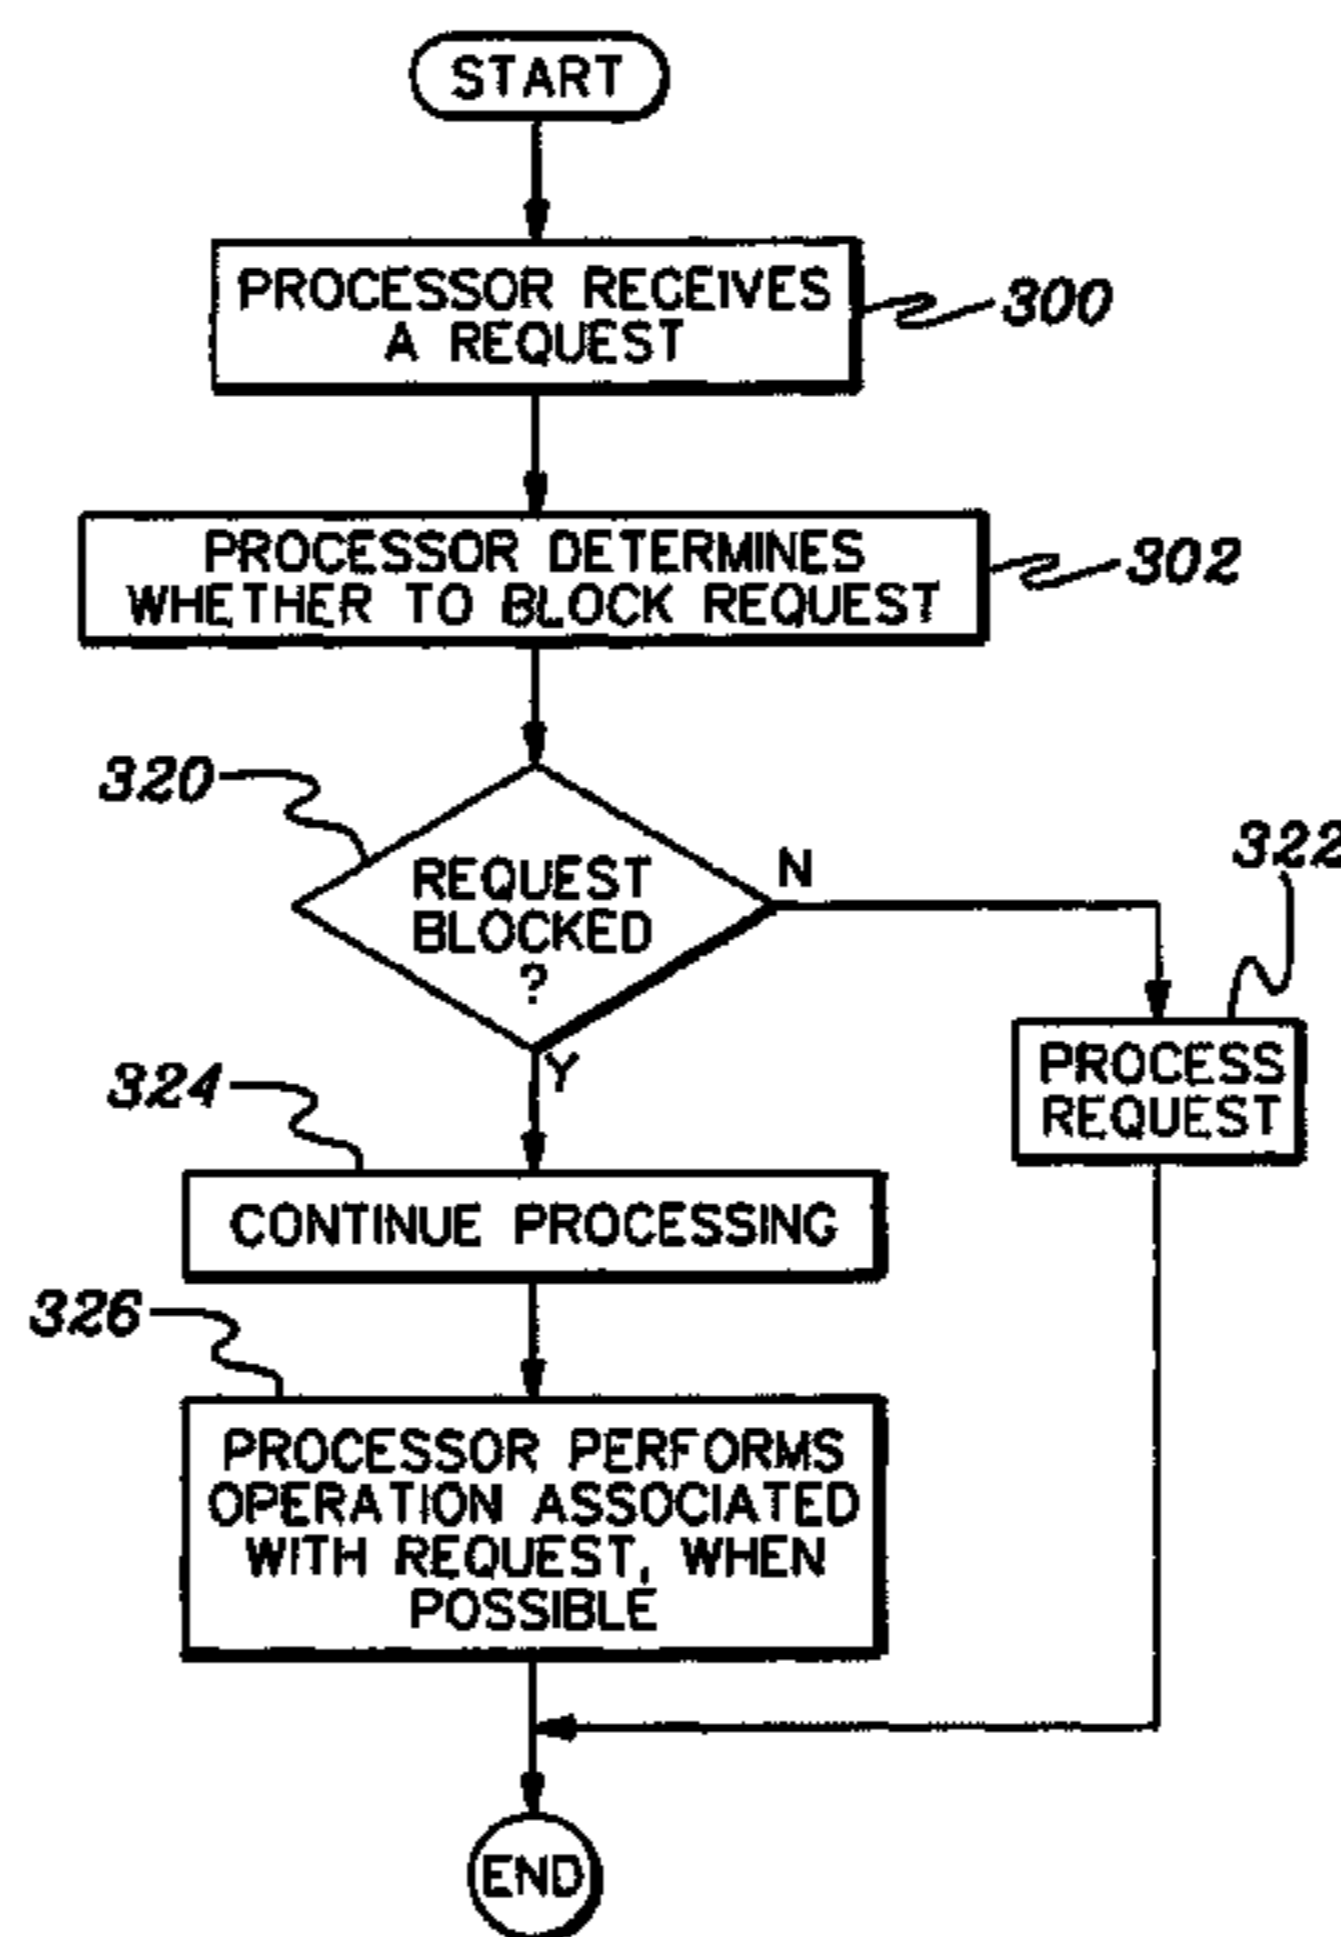 START
PROCESSOR RECEIVES
A REQUEST
300
PROCESSOR DETERMINES
WHETHER TO BLOCK REQUEST
302
320
REQUEST
BLOCKED
?
N
322
Y
PROCESS
REQUEST
324
CONTINUE PROCESSING
326
PROCESSOR PERFORMS
OPERATION ASSOCIATED
WITH REQUEST, WHEN
POSSIBLE
END